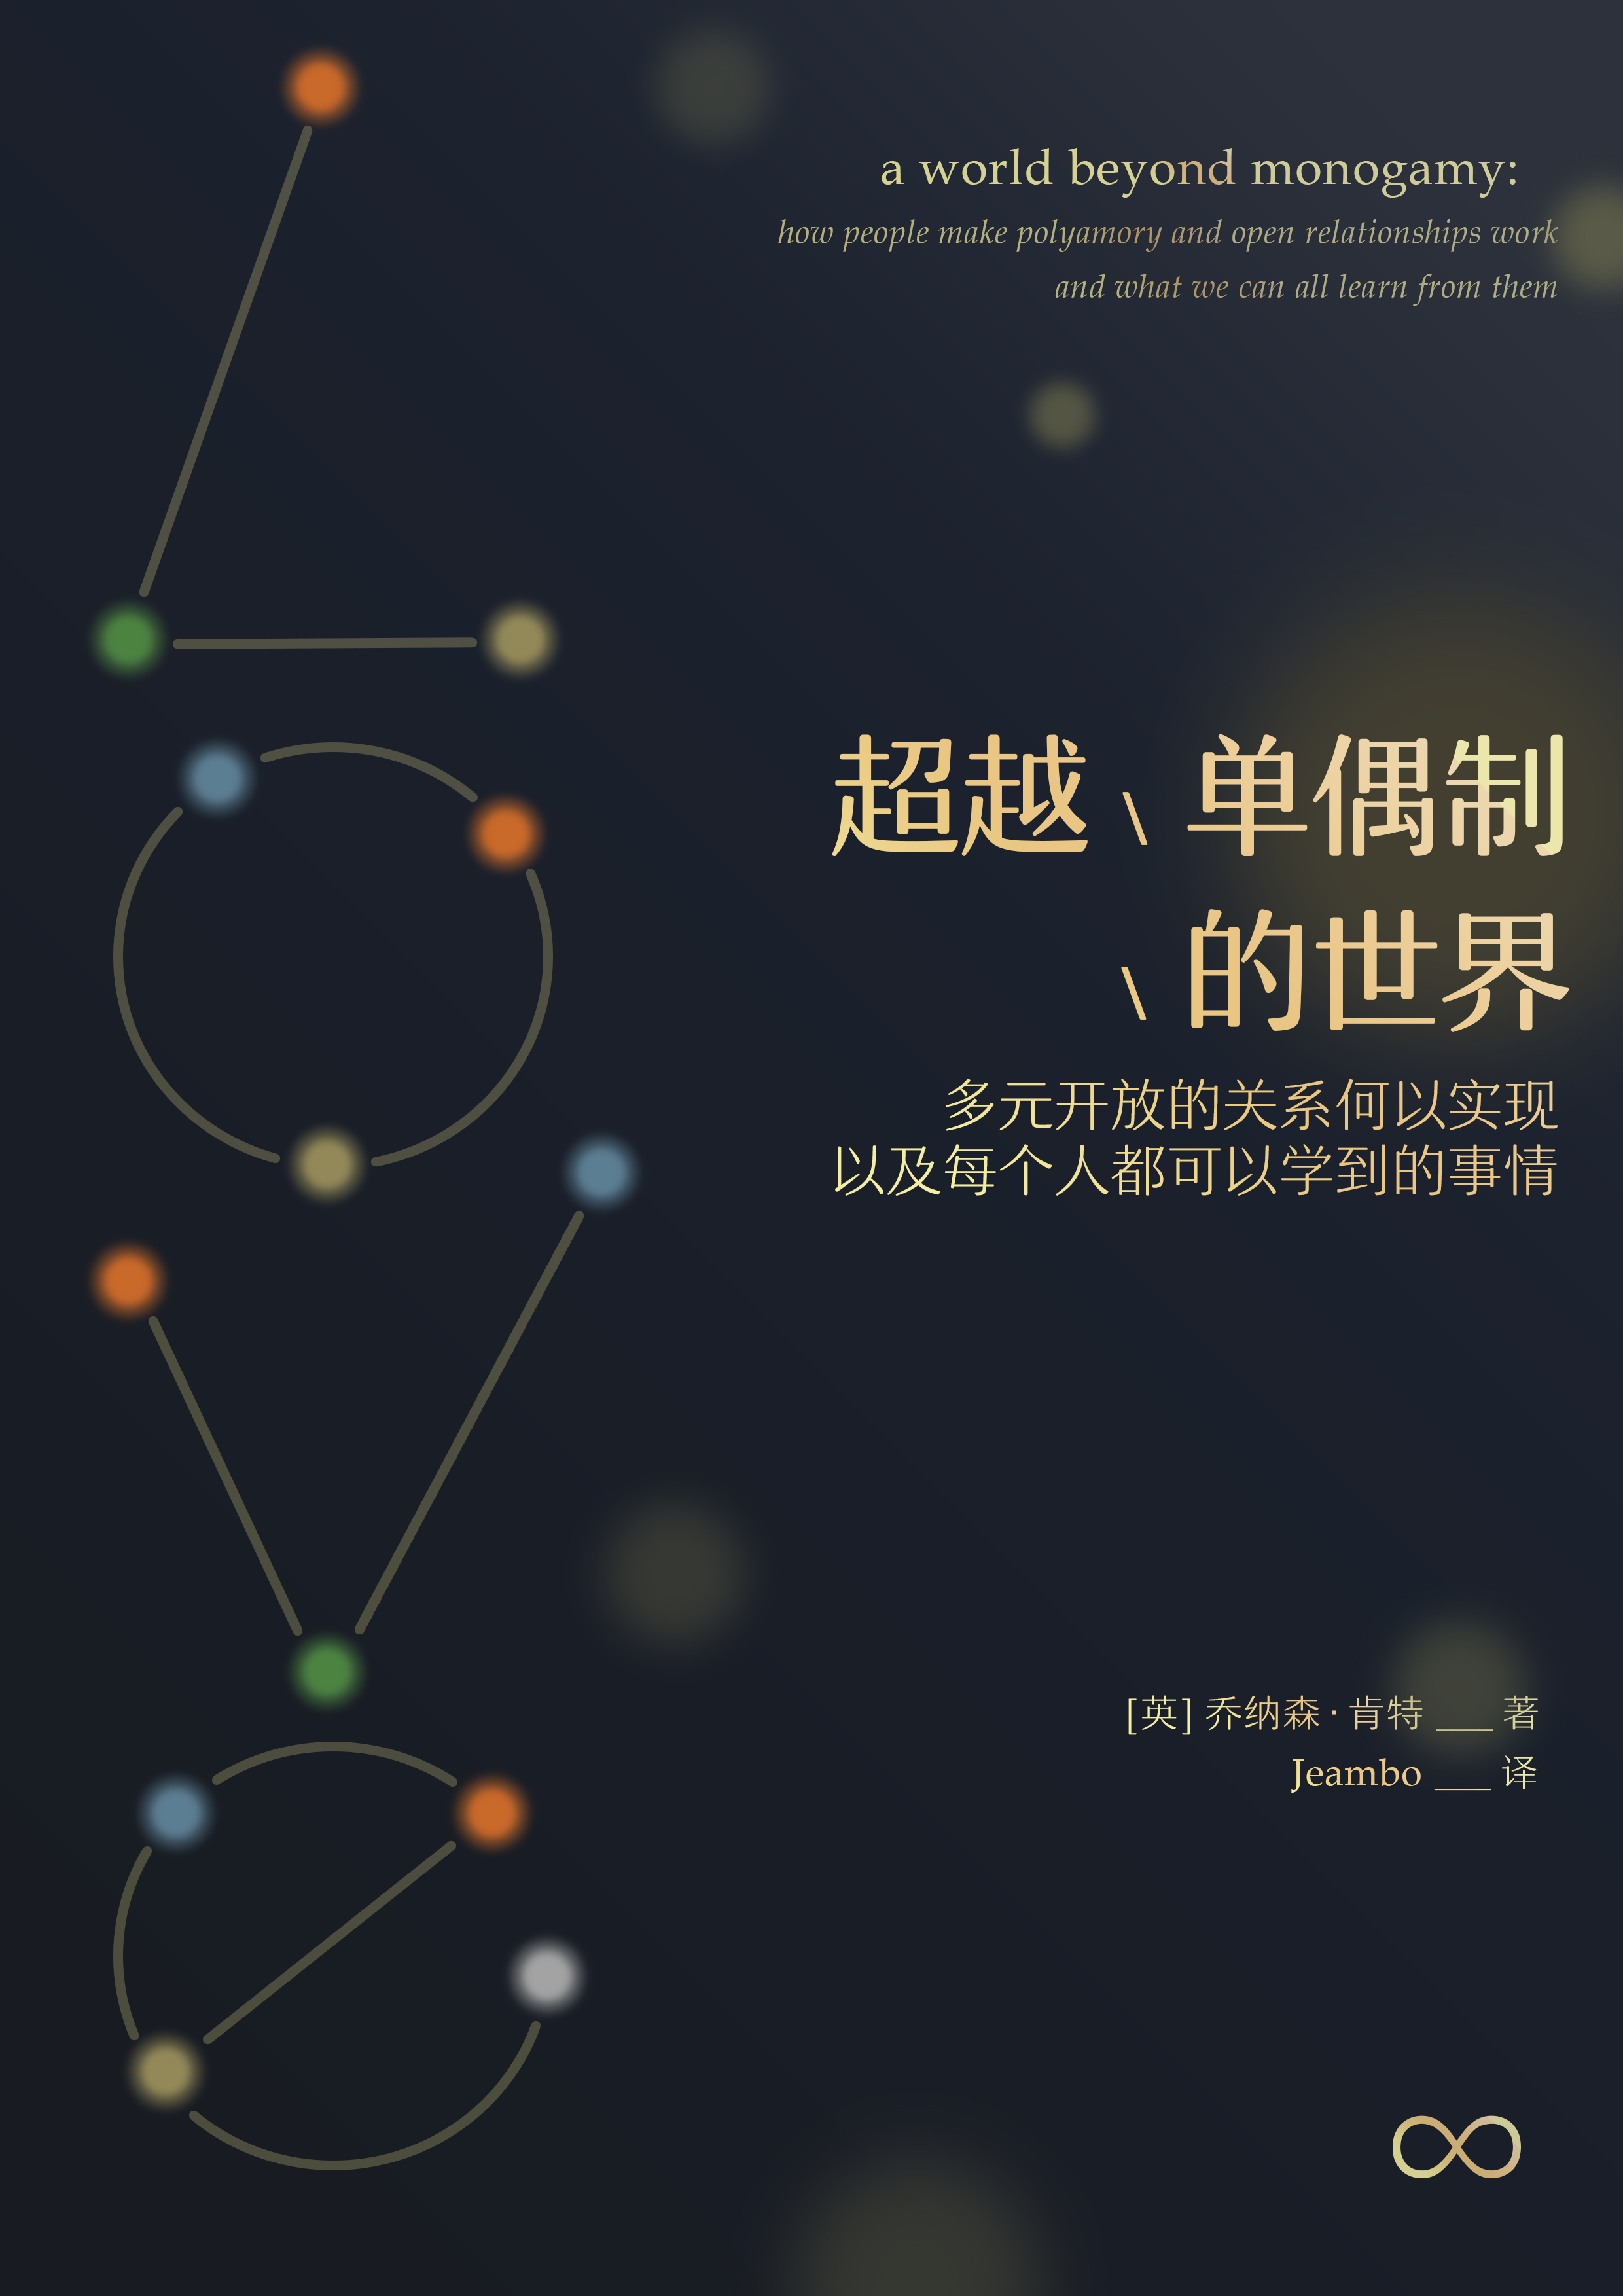 a world beyond monogamy:
how people make polyamory and open relationships work
and what we can all learn from them
超越 \ 单偶制
\ 的世界
多元开放的关系何以实现
以及每个人都可以学到的事情
[英] 乔纳森·肯特 ___ 著
Jeambo ___ 译
∞